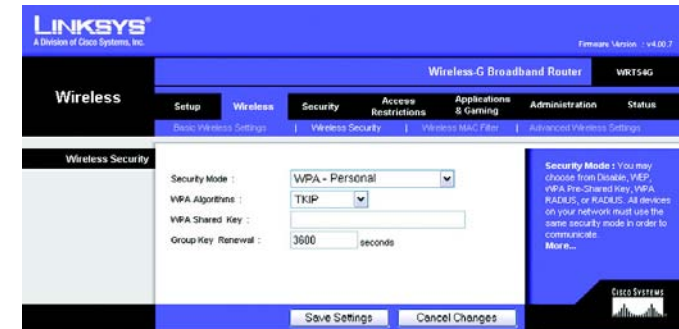 LINKSYS®
A Division of Cisco Systems, Inc.
Firmware Version : v4.00.7
Wireless-G Broadband Router WRT54G
Wireless
Setup Wireless Security Access Restrictions Applications & Gaming Administration Status
Basic Wireless Settings | Wireless Security | Wireless MAC Filter | Advanced Wireless Settings
Wireless Security
Security Mode : WPA - Personal
WPA Algorithms : TKIP
WPA Shared Key :
Group Key Renewal : 3600 seconds
Security Mode : You may
choose from Disable, WEP,
WPA Pre-Shared Key, WPA
RADIUS, or RADIUS. All devices
on your network must use the
same security mode in order to
communicate.
More...
CISCO SYSTEMS
Save Settings Cancel Changes